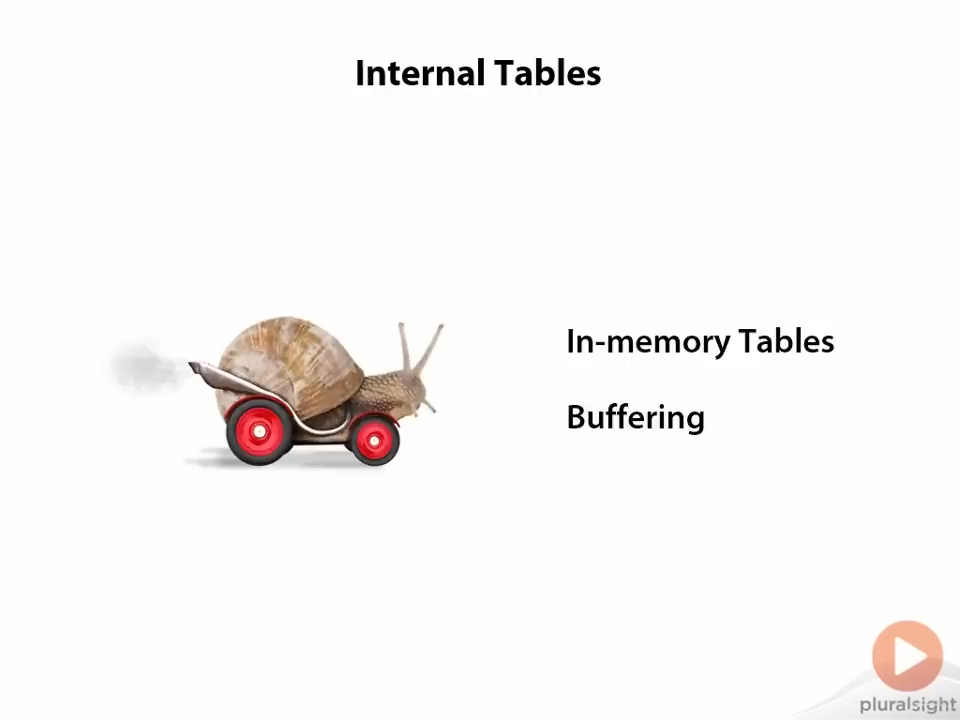 Internal Tables
In-memory Tables
Buffering
pluralsight